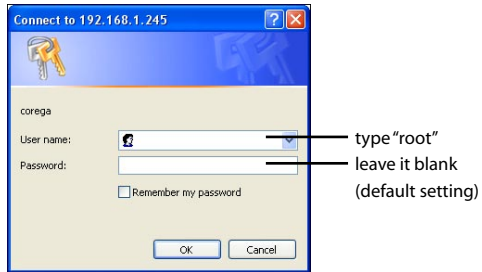 Connect to 192.168.1.245
corega
User name:
type “root”
Password:
leave it blank
(default setting)
Remember my password
OK
Cancel